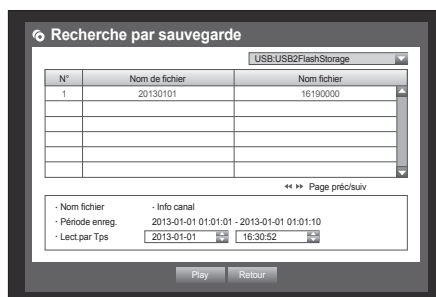 Recherche par sauvegarde
USB:USB2FlashStorage
N° Nom de fichier Nom fichier
1 20130101 16190000
Page préc/suiv
· Nom fichier · Info canal
· Période enreg. 2013-01-01 01:01:01 - 2013-01-01 01:01:10
· Lect.par Tps 2013-01-01 16:30:52
Play Retour